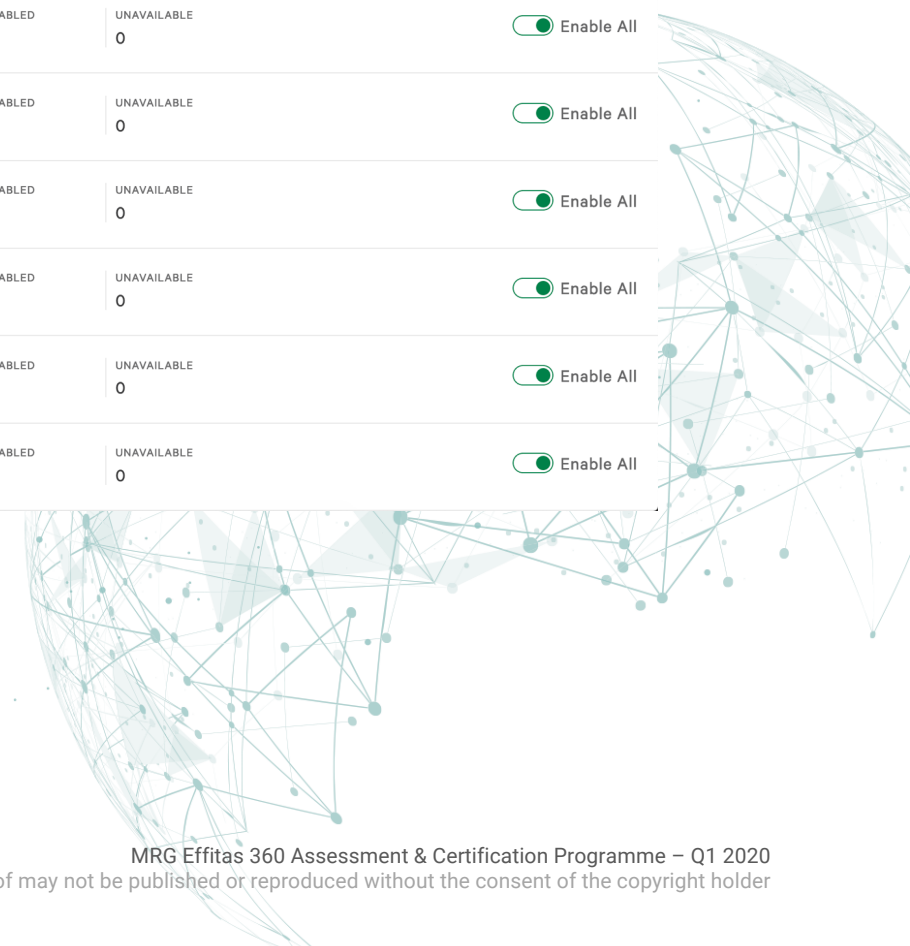 ABLED UNAVAILABLE
0 Enable All
ABLED UNAVAILABLE
0 Enable All
ABLED UNAVAILABLE
0 Enable All
ABLED UNAVAILABLE
0 Enable All
ABLED UNAVAILABLE
0 Enable All
ABLED UNAVAILABLE
0 Enable All
MRG Effitas 360 Assessment & Certification Programme – Q1 2020
of may not be published or reproduced without the consent of the copyright holder